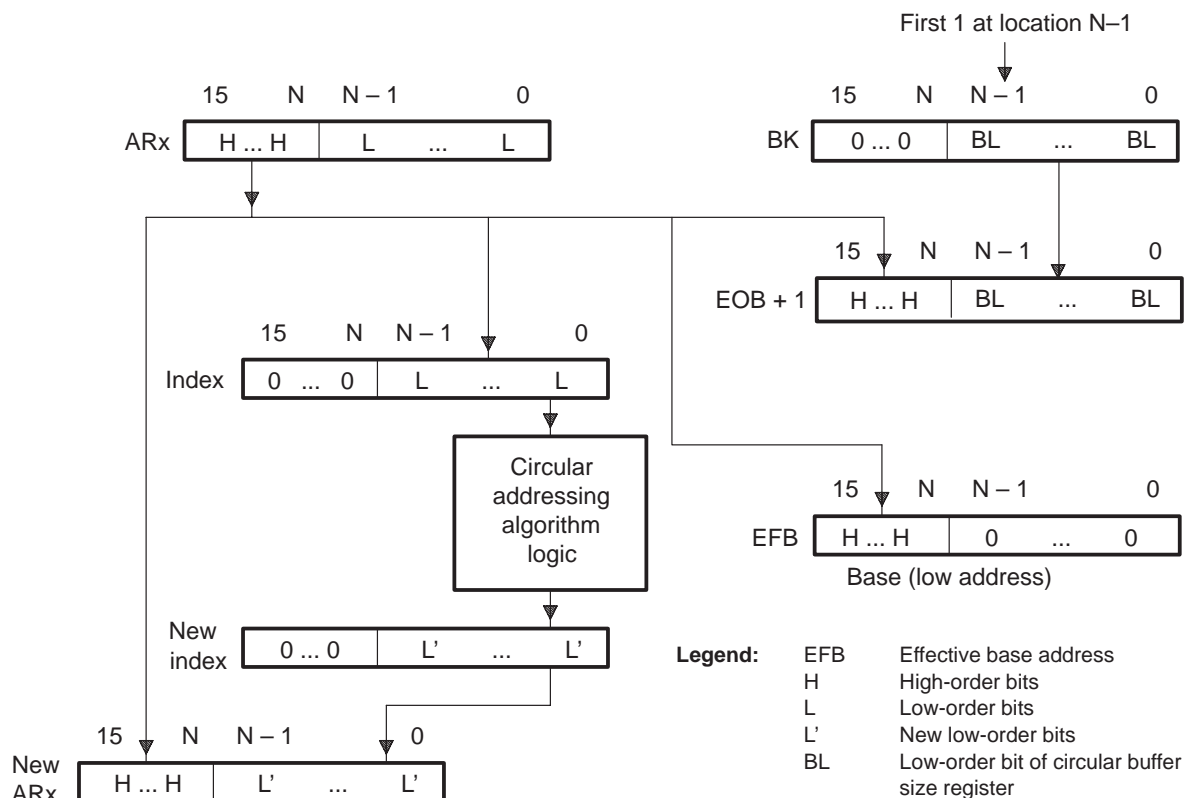 First 1 at location N–1
15 N N – 1 0
ARx H ... H L ... L
15 N N – 1 0
BK 0 ... 0 BL ... BL
15 N N – 1 0
EOB + 1 H ... H BL ... BL
15 N N – 1 0
Index 0 ... 0 L ... L
Circular
addressing
algorithm
logic
15 N N – 1 0
EFB H ... H 0 ... 0
Base (low address)
New
index 0 ... 0 L’ ... L’
15 N N – 1 0
New
ARx H ... H L’ ... L’
Legend: EFB Effective base address
H High-order bits
L Low-order bits
L’ New low-order bits
BL Low-order bit of circular buffer
size register